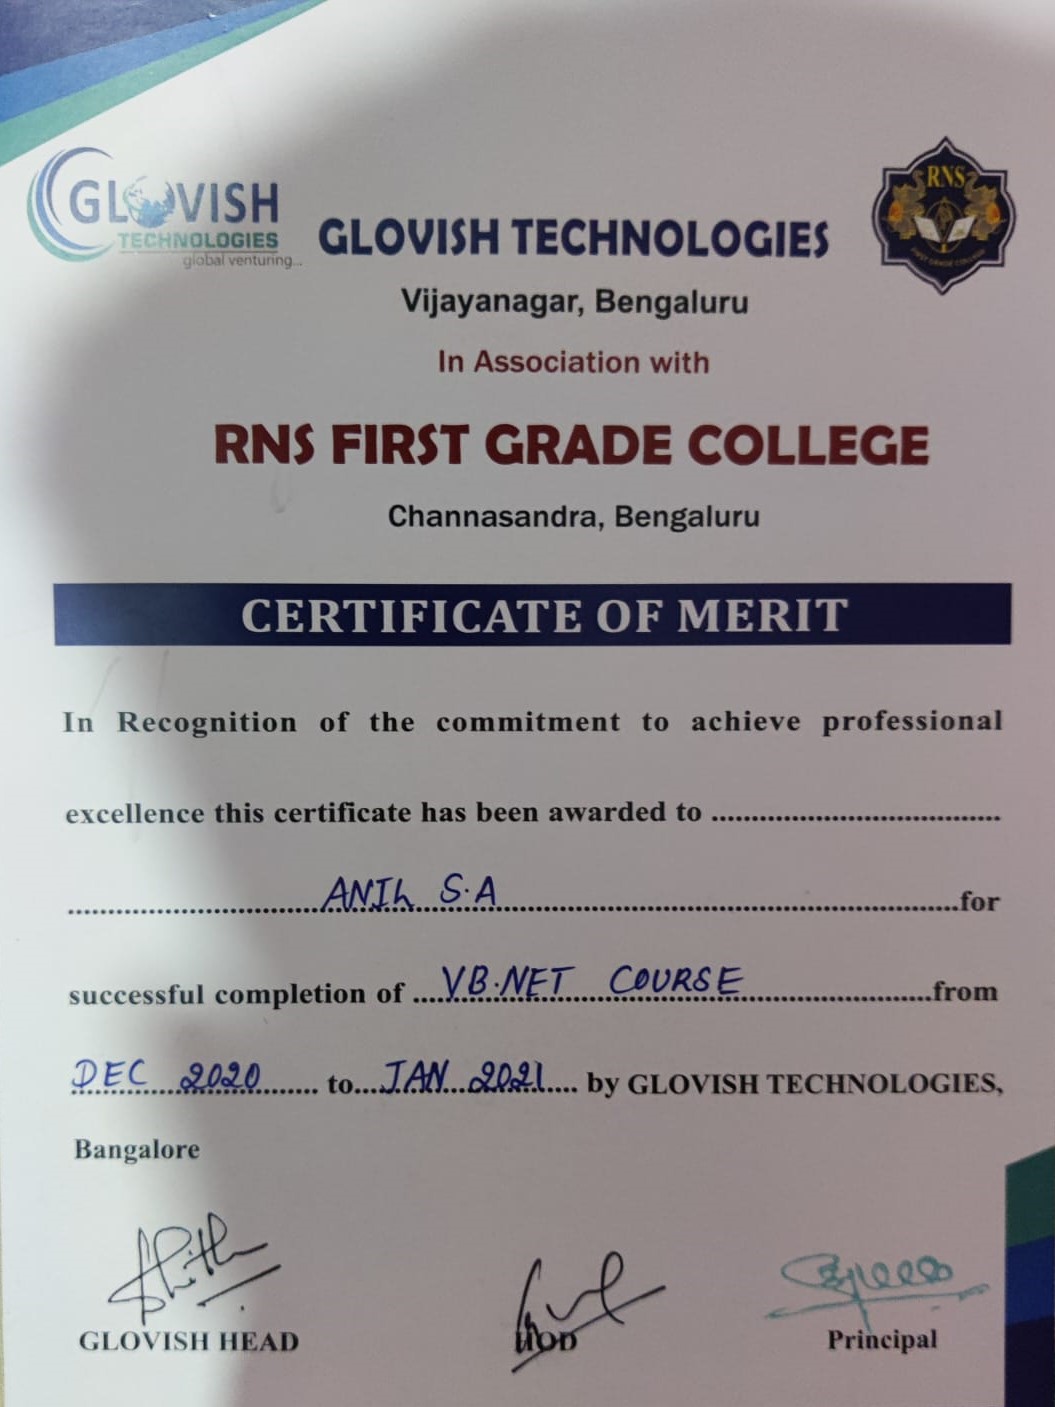 GLOVISH
TECHNOLOGIES
global venturing...
RNS
FIRST GRADE COLLEGE
GLOVISH TECHNOLOGIES
Vijayanagar, Bengaluru
In Association with
RNS FIRST GRADE COLLEGE
Channasandra, Bengaluru
CERTIFICATE OF MERIT
In Recognition of the commitment to achieve professional
excellence this certificate has been awarded to ....................................
ANIL S.A for
successful completion of VB.NET COURSE from
DEC 2020 to JAN 2021 by GLOVISH TECHNOLOGIES,
Bangalore
GLOVISH HEAD
HOD
Principal